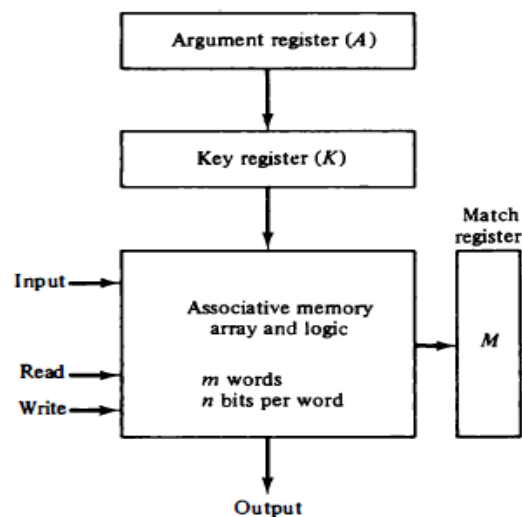 Argument register (A)
Key register (K)
Match
register
Input
Associative memory
array and logic
M
Read
m words
Write
n bits per word
Output